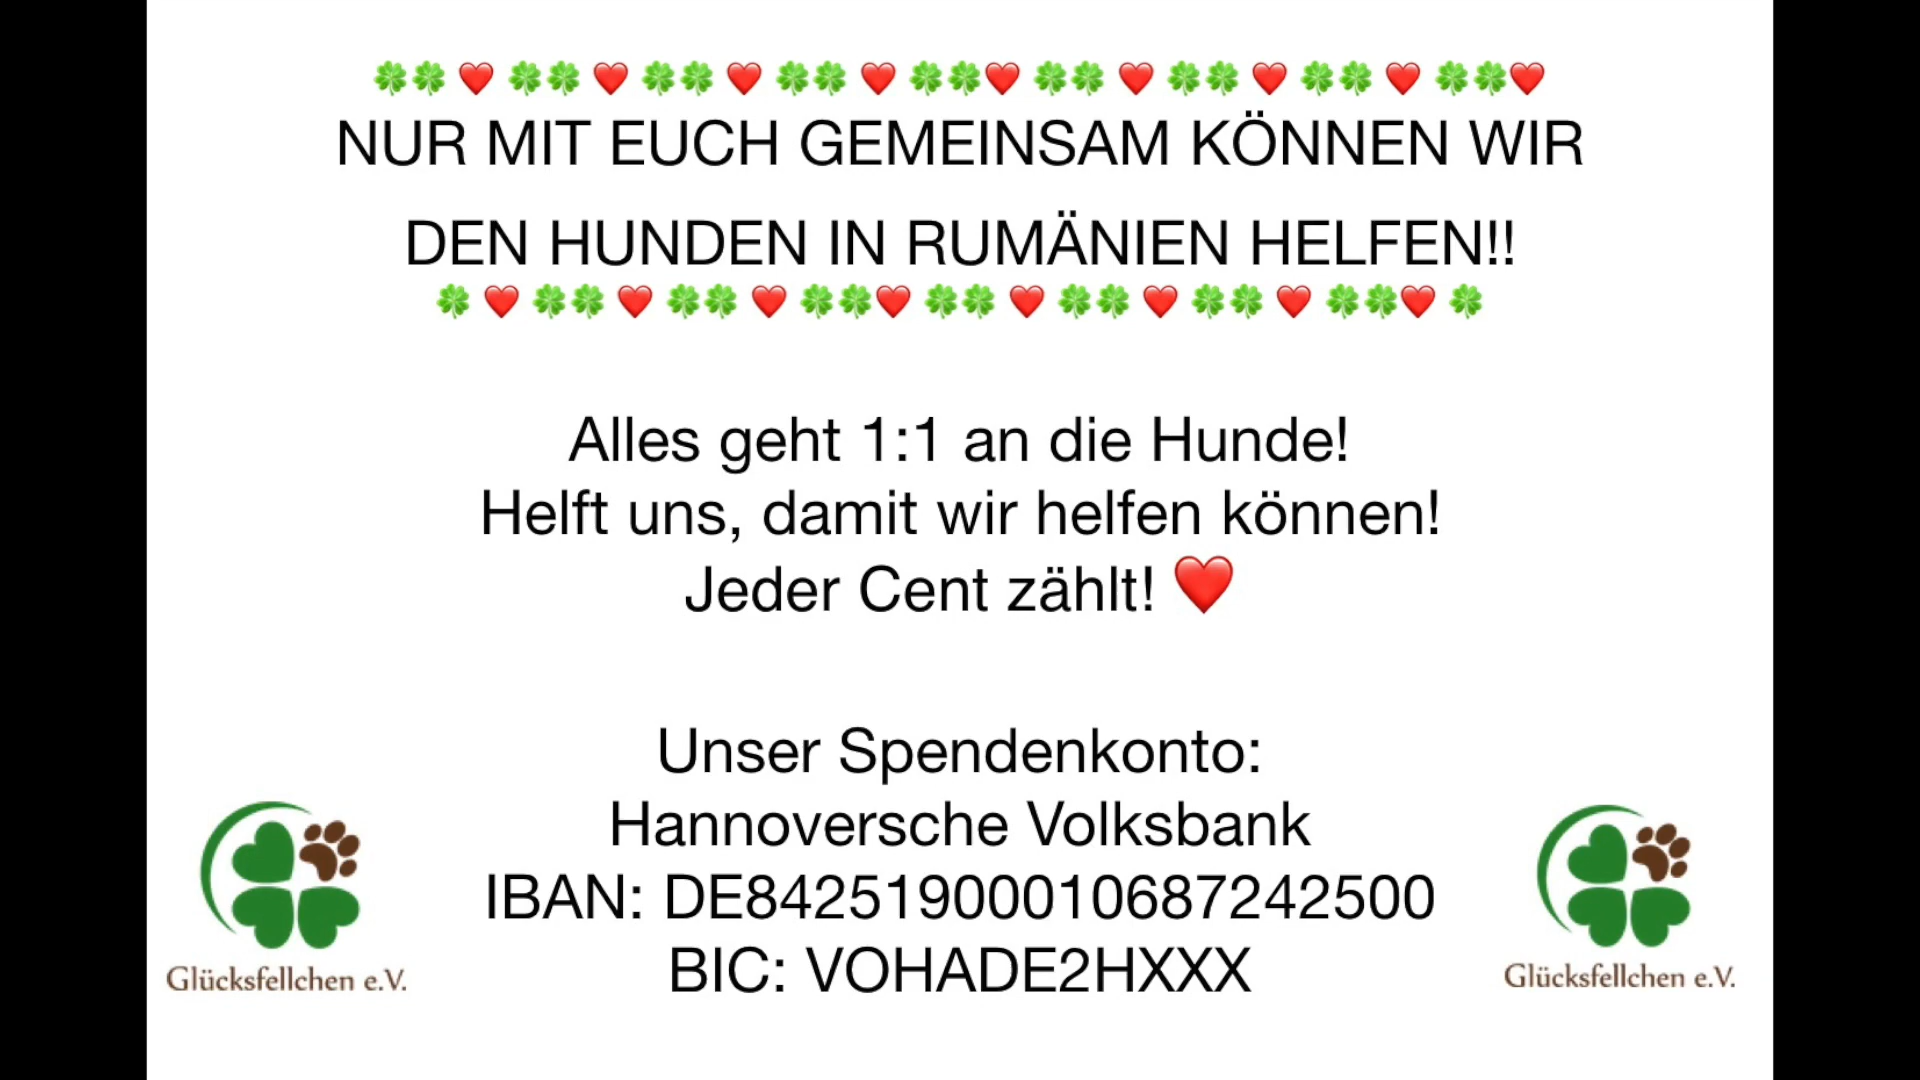 🍀🍀 ❤️ 🍀🍀 ❤️ 🍀🍀 ❤️ 🍀🍀 ❤️ 🍀🍀❤️ 🍀🍀 ❤️ 🍀🍀 ❤️ 🍀🍀 ❤️ 🍀🍀❤️
NUR MIT EUCH GEMEINSAM KÖNNEN WIR
DEN HUNDEN IN RUMÄNIEN HELFEN!!
🍀 ❤️ 🍀🍀 ❤️ 🍀🍀 ❤️ 🍀🍀❤️ 🍀🍀 ❤️ 🍀🍀 ❤️ 🍀🍀 ❤️ 🍀🍀❤️ 🍀
Alles geht 1:1 an die Hunde!
Helft uns, damit wir helfen können!
Jeder Cent zählt! ❤️
Unser Spendenkonto:
Hannoversche Volksbank
IBAN: DE84251900010687242500
BIC: VOHADE2HXXX
Glücksfellchen e.V.
Glücksfellchen e.V.